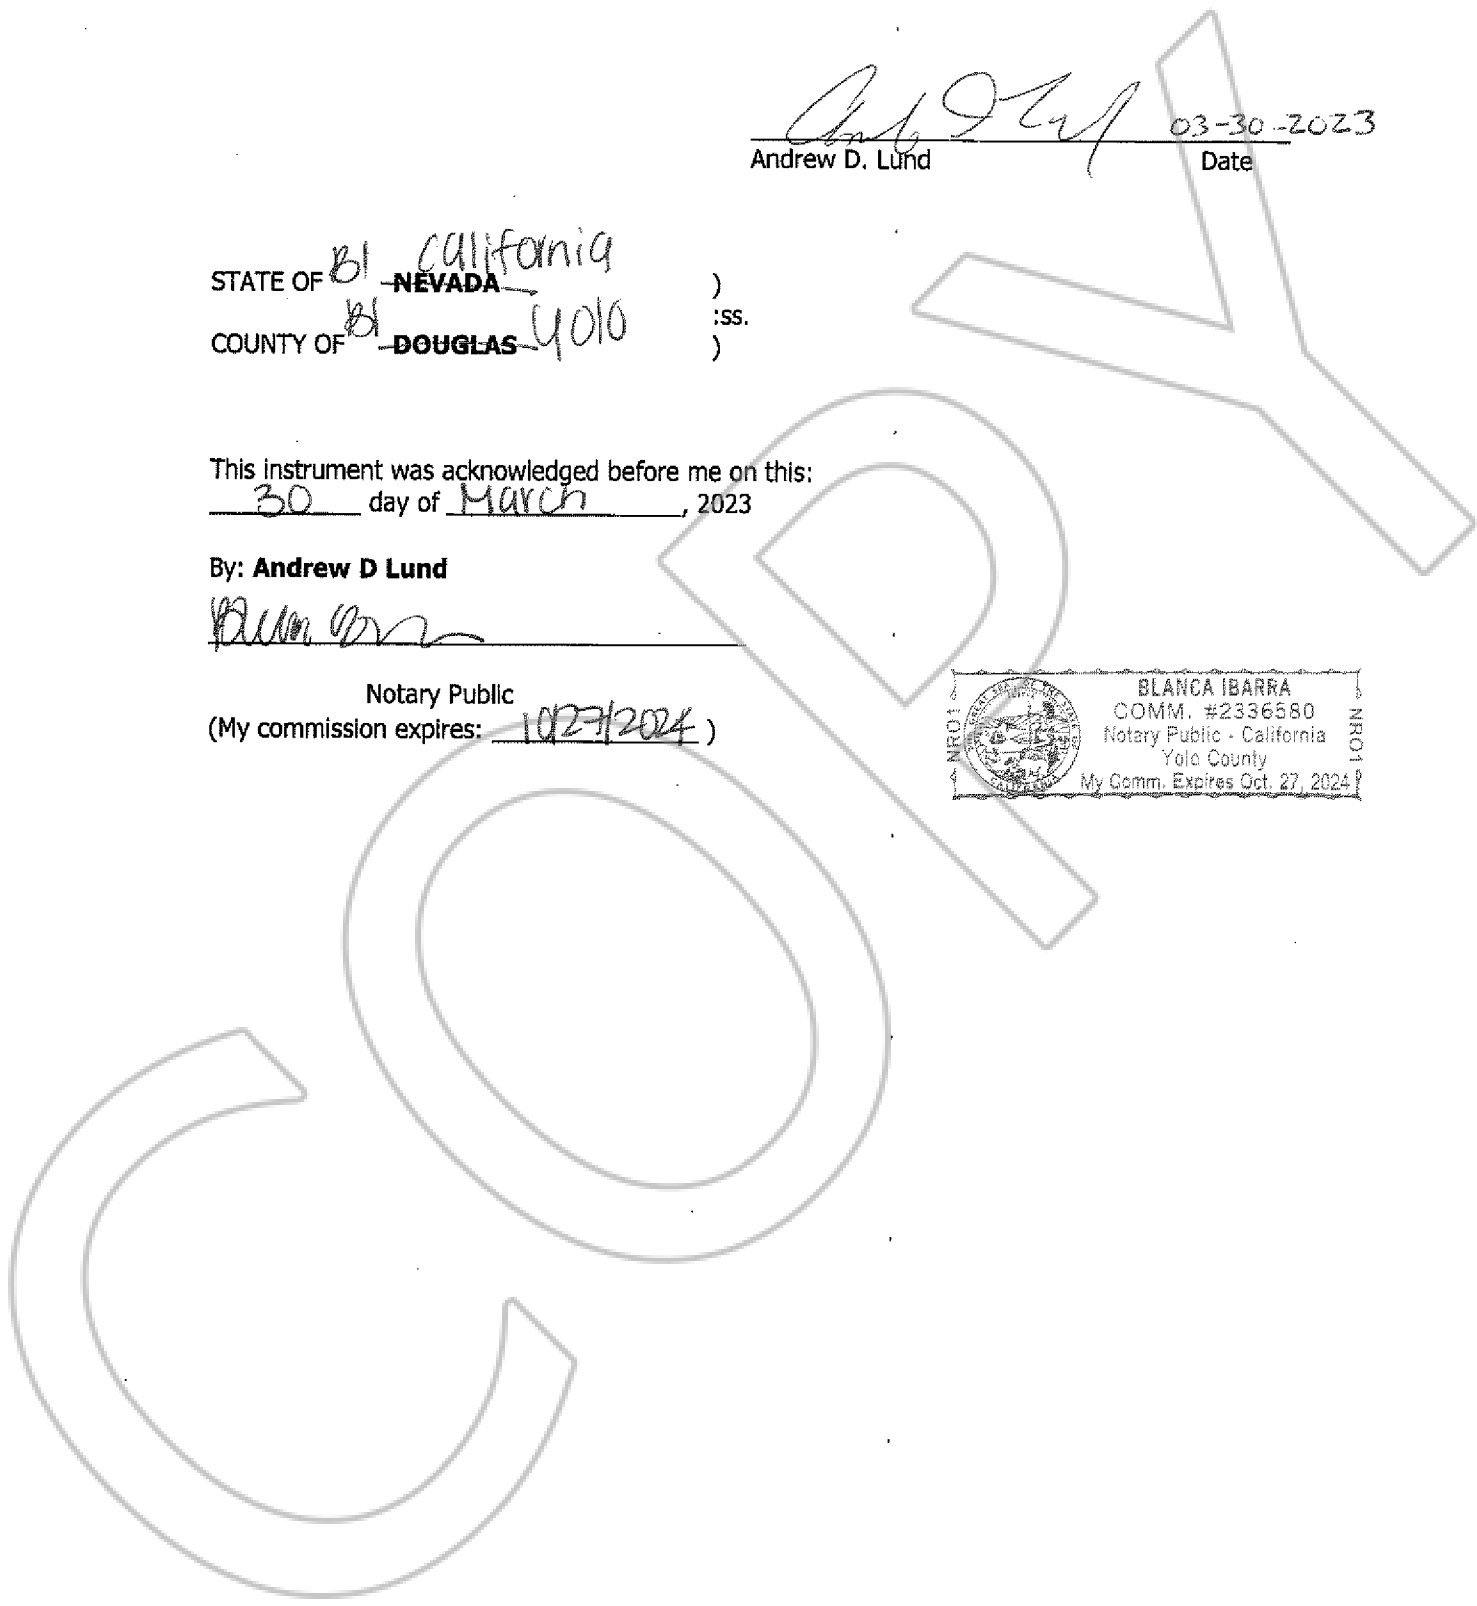 03-30-2023
Andrew D. Lund Date
STATE OF BI NEVADA California )
:ss.
COUNTY OF BI DOUGLAS Yolo )
This instrument was acknowledged before me on this:
30 day of March, 2023
By: Andrew D Lund
Notary Public
(My commission expires: 10/27/2024 )
BLANCA IBARRA
COMM. #2336580
Notary Public - California
Yolo County
My Comm. Expires Oct. 27, 2024
NRO1
NRO1
COPY